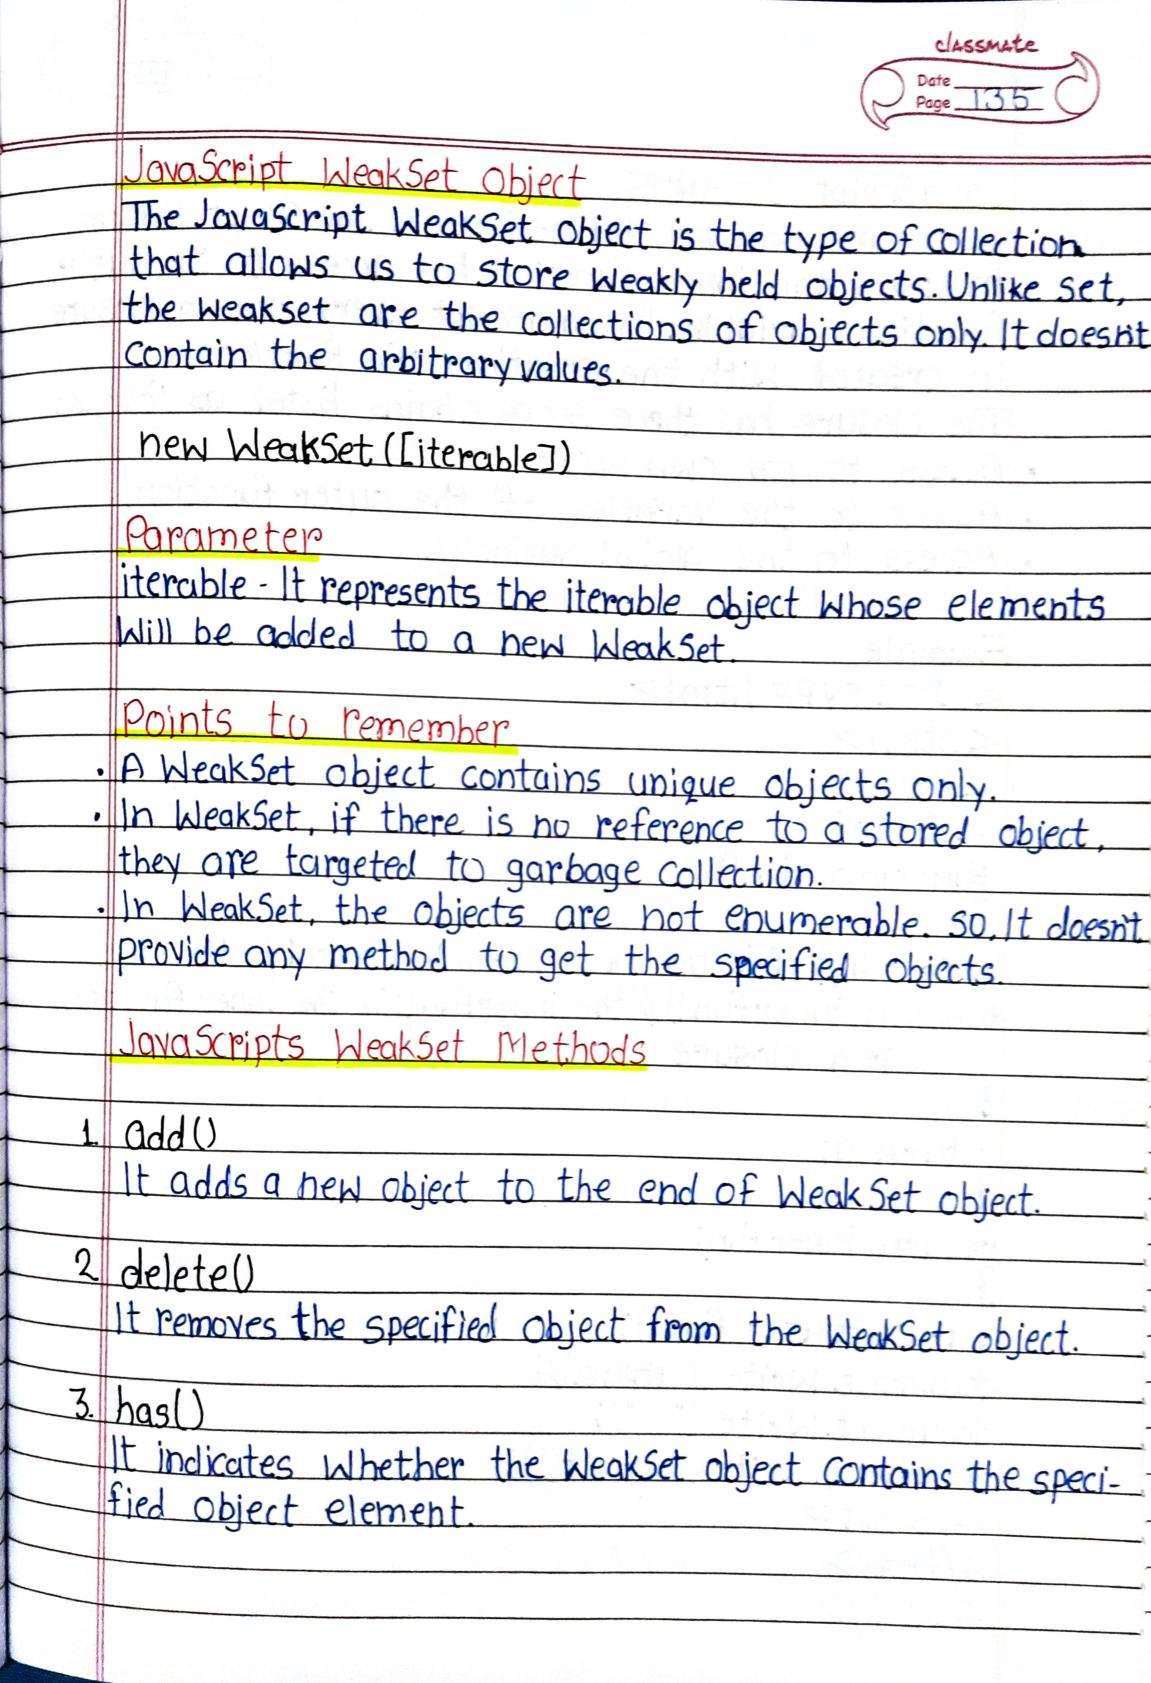 classmate
Date
Page 135
JavaScript WeakSet Object
The JavaScript WeakSet object is the type of collection
that allows us to store weakly held objects. Unlike Set,
the weakset are the collections of objects only. It doesn't
contain the arbitrary values.
new WeakSet ([iterable])
Parameter
iterable - It represents the iterable object whose elements
will be added to a new WeakSet.
Points to remember
• A WeakSet object contains unique objects only.
• In WeakSet, if there is no reference to a stored object,
they are targeted to garbage collection.
• In WeakSet, the objects are not enumerable. So, It doesn't
provide any method to get the specified objects.
JavaScripts WeakSet Methods
1. add()
It adds a new object to the end of WeakSet object.
2. delete()
It removes the specified object from the WeakSet object.
3. has()
It indicates whether the WeakSet object contains the speci-
fied object element.